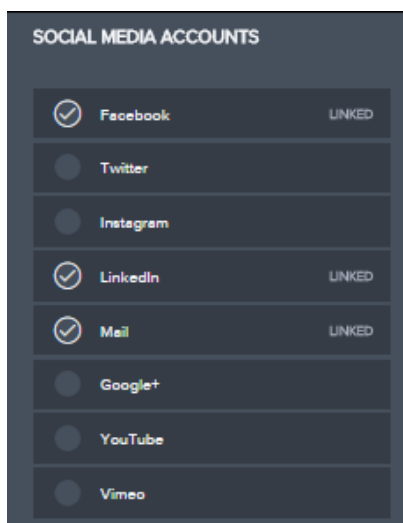 SOCIAL MEDIA ACCOUNTS
Facebook LINKED
Twitter
Instagram
LinkedIn LINKED
Mail LINKED
Google+
YouTube
Vimeo